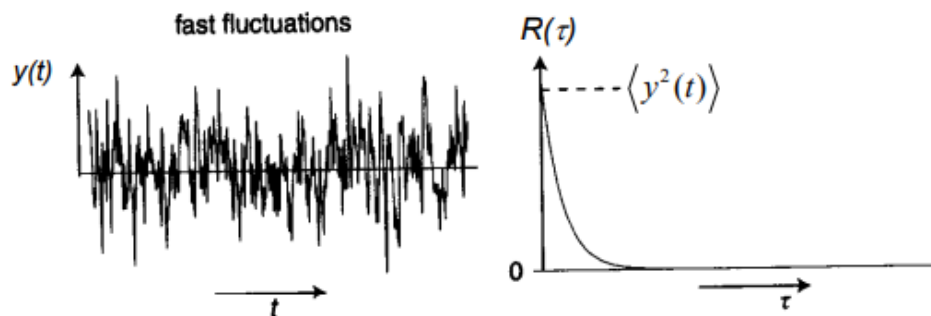 fast fluctuations
y(t)
t
R(τ)
⟨y²(t)⟩
0
τ